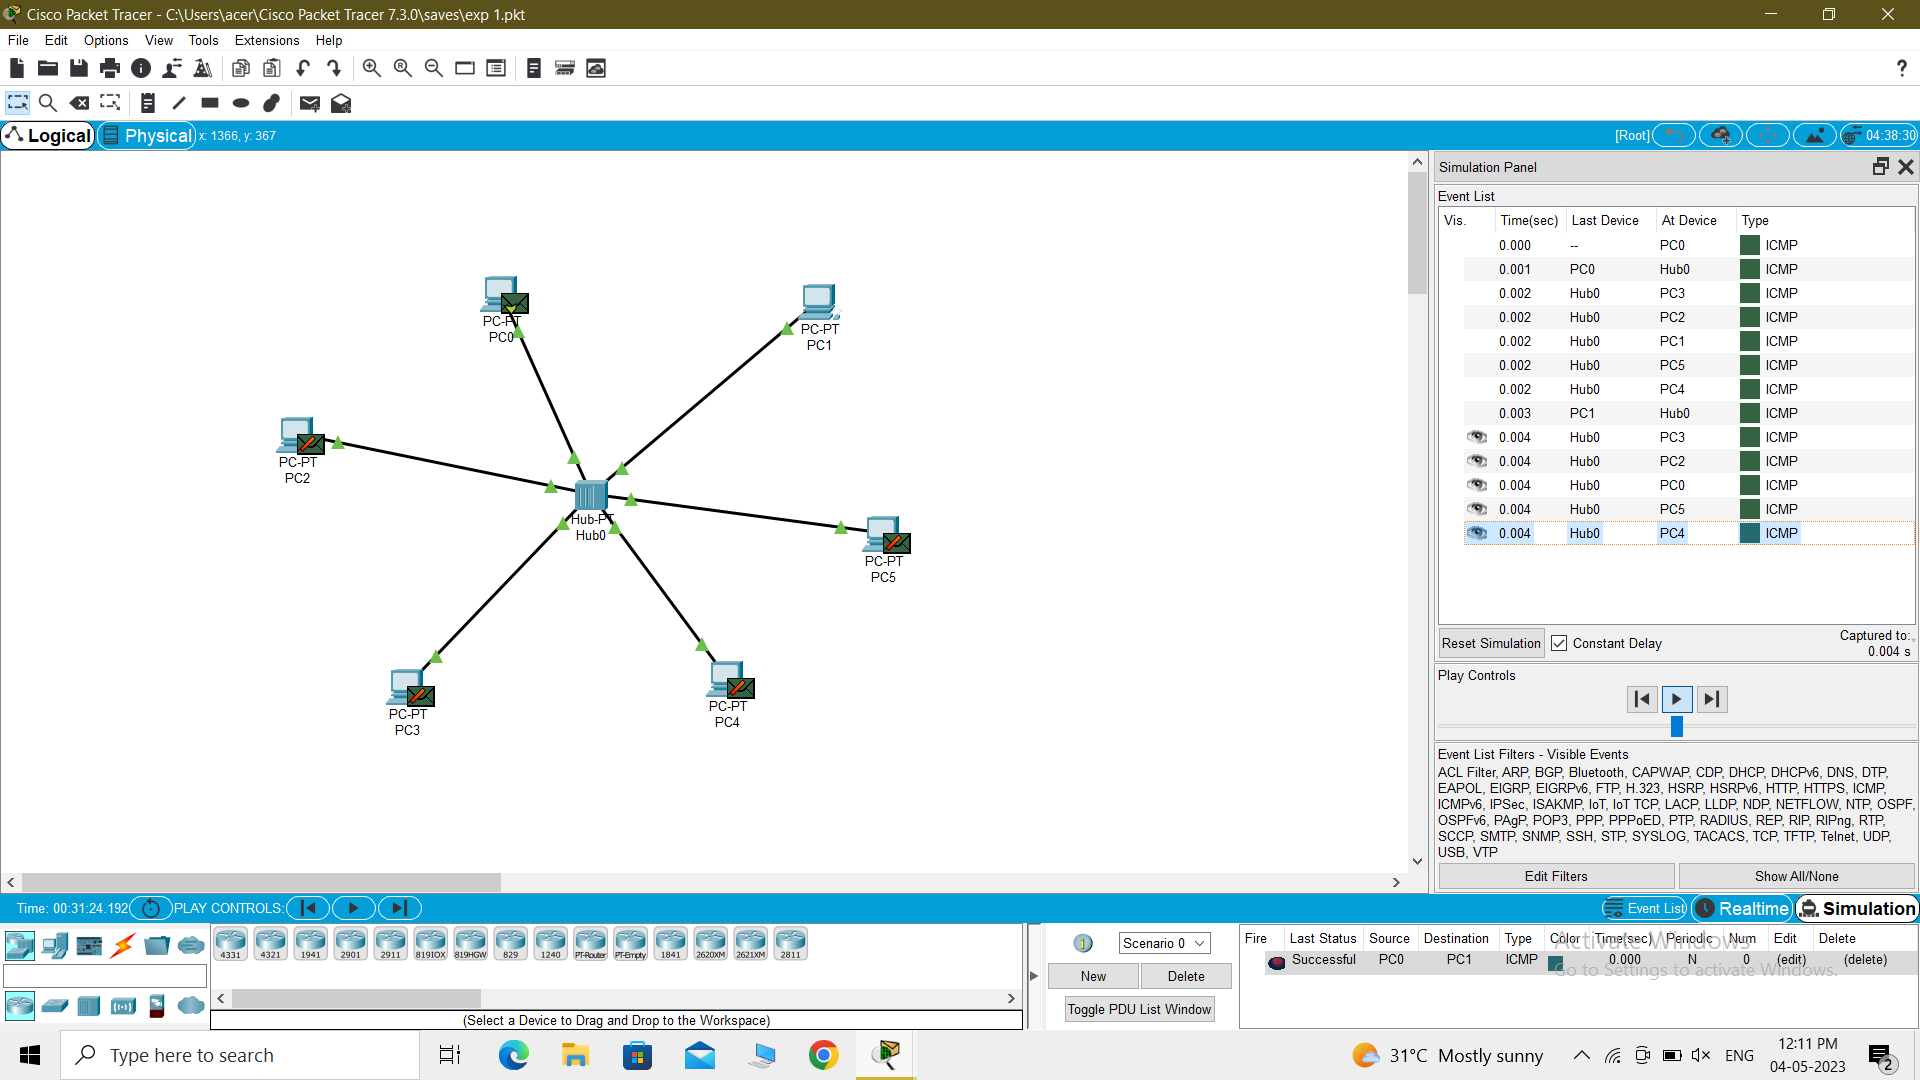 Cisco Packet Tracer - C:\Users\acer\Cisco Packet Tracer 7.3.0\saves\exp 1.pkt
File Edit Options View Tools Extensions Help
Logical Physical x: 1366, y: 367
[Root] 04:38:30
PC-PT
PC0
PC-PT
PC1
PC-PT
PC2
Hub-PT
Hub0
PC-PT
PC5
PC-PT
PC3
PC-PT
PC4
Simulation Panel
Event List
Vis. Time(sec) Last Device At Device Type
0.000 -- PC0 ICMP
0.001 PC0 Hub0 ICMP
0.002 Hub0 PC3 ICMP
0.002 Hub0 PC2 ICMP
0.002 Hub0 PC1 ICMP
0.002 Hub0 PC5 ICMP
0.002 Hub0 PC4 ICMP
0.003 PC1 Hub0 ICMP
0.004 Hub0 PC3 ICMP
0.004 Hub0 PC2 ICMP
0.004 Hub0 PC0 ICMP
0.004 Hub0 PC5 ICMP
0.004 Hub0 PC4 ICMP
Reset Simulation Constant Delay Captured to:
0.004 s
Play Controls
Event List Filters - Visible Events
ACL Filter, ARP, BGP, Bluetooth, CAPWAP, CDP, DHCP, DHCPv6, DNS, DTP,
EAPOL, EIGRP, EIGRPv6, FTP, H.323, HSRP, HSRPv6, HTTP, HTTPS, ICMP,
ICMPv6, IPSec, ISAKMP, IoT, IoT TCP, LACP, LLDP, NDP, NETFLOW, NTP, OSPF,
OSPFv6, PAgP, POP3, PPP, PPPoED, PTP, RADIUS, REP, RIP, RIPng, RTP,
SCCP, SMTP, SNMP, SSH, STP, SYSLOG, TACACS, TCP, TFTP, Telnet, UDP,
USB, VTP
Edit Filters Show All/None
Time: 00:31:24.192 PLAY CONTROLS: Event List Realtime Simulation
4331 4321 1941 2901 2911 819IOX 819HGW 829 1240 PT-Router PT-Empty 1841 2620XM 2621XM 2811
(Select a Device to Drag and Drop to the Workspace)
1 Scenario 0
New Delete
Toggle PDU List Window
Fire Last Status Source Destination Type Color Time(sec) Periodic Num Edit Delete
Successful PC0 PC1 ICMP 0.000 N 0 (edit) (delete)
Activate Windows
Go to Settings to activate Windows.
Type here to search
31°C Mostly sunny ENG 12:11 PM
04-05-2023
2